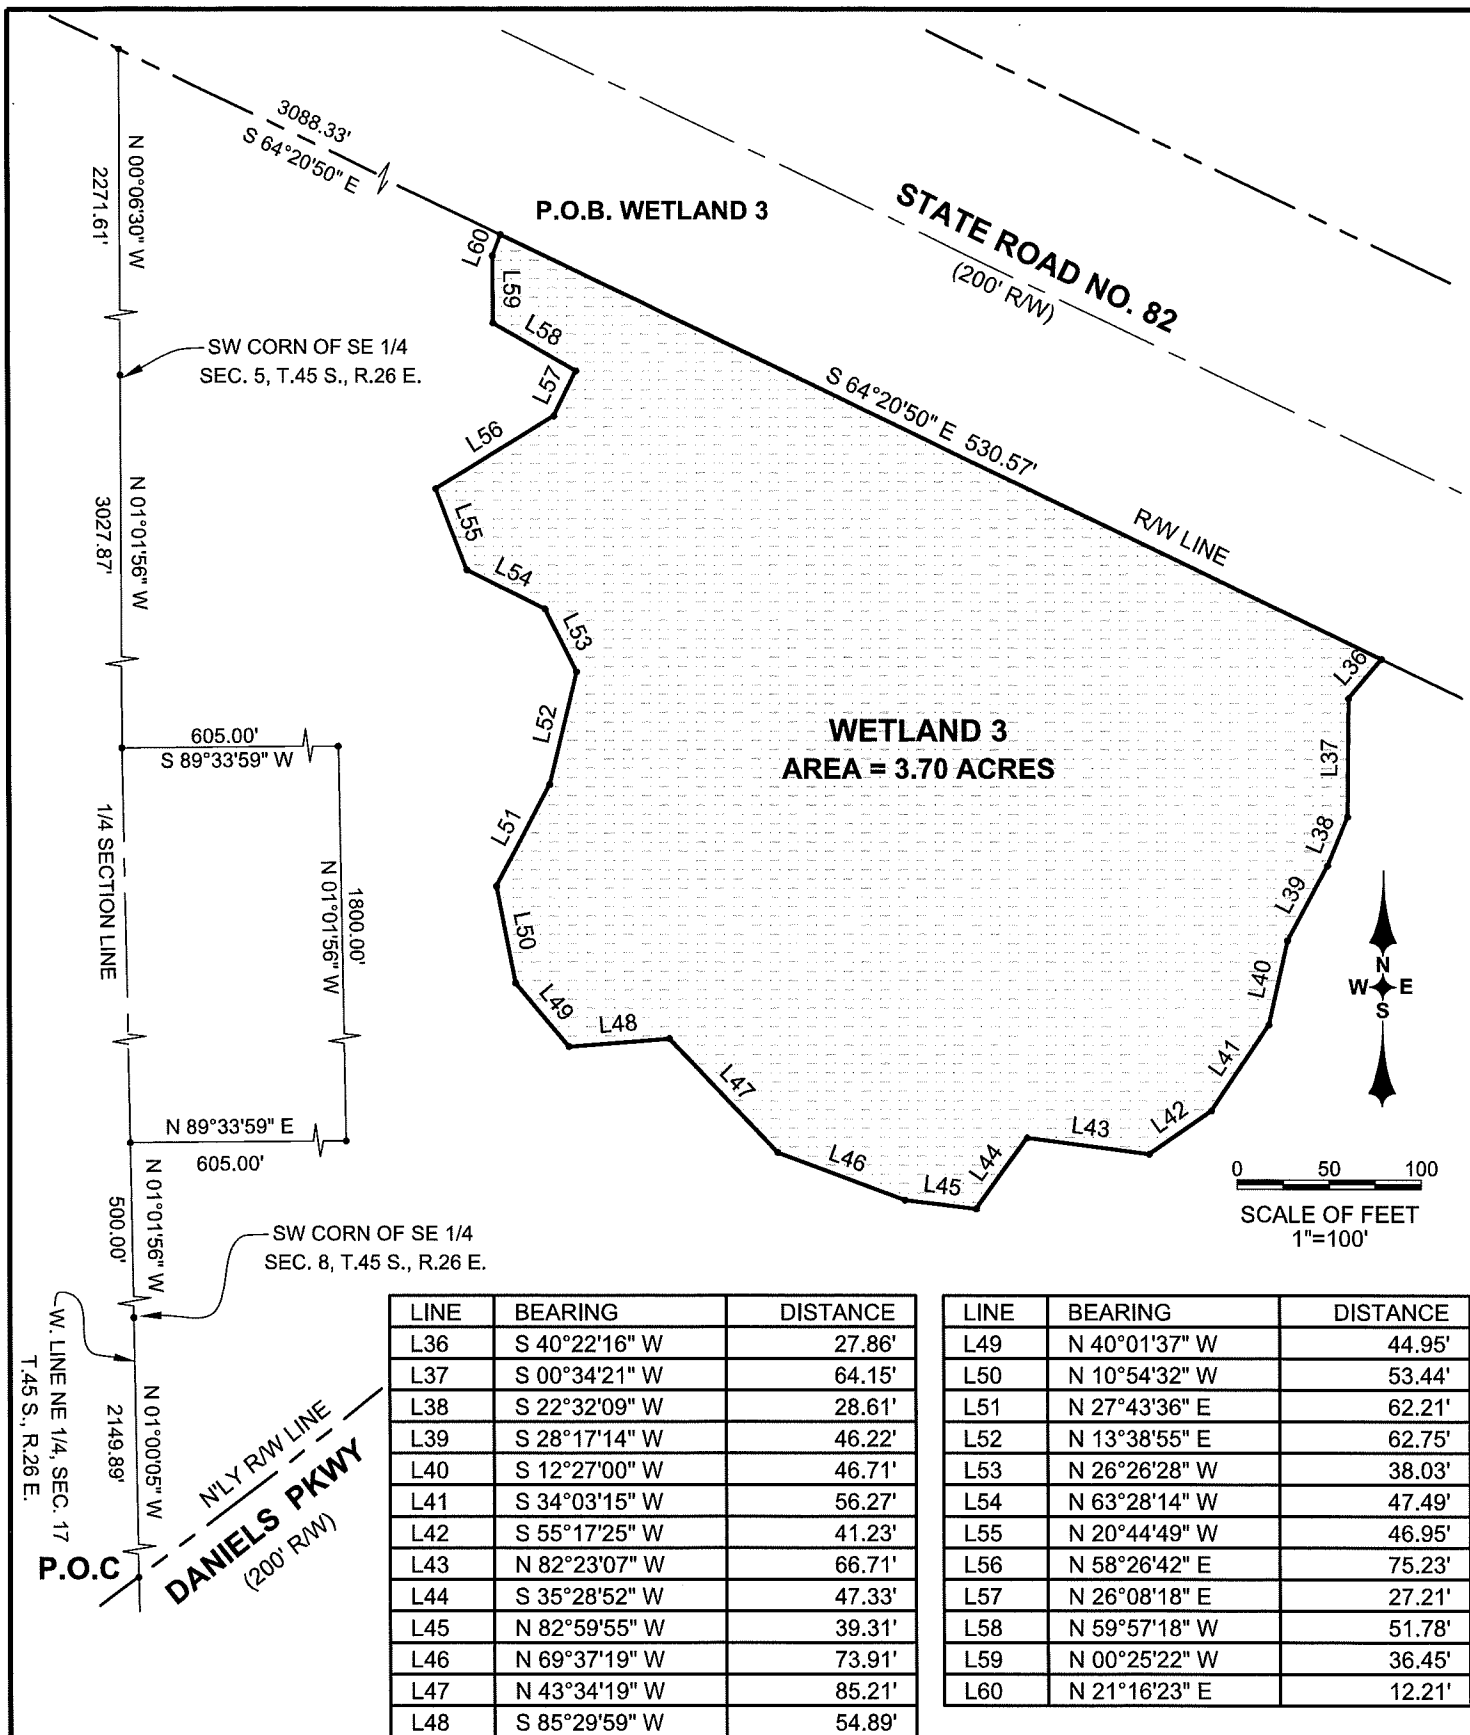 3088.33'
S 64°20'50" E
N 00°06'30" W
2271.61'
P.O.B. WETLAND 3
STATE ROAD NO. 82
(200' R/W)
L60
L59
L58
L57
L56
L55
L54
L53
L52
L51
L50
L49
L48
L47
L46
L45
L44
L43
L42
L41
L40
L39
L38
L37
L36
S 64°20'50" E 530.57'
R/W LINE
SW CORN OF SE 1/4
SEC. 5, T.45 S., R.26 E.
N 01°01'56" W
3027.87'
WETLAND 3
AREA = 3.70 ACRES
605.00'
S 89°33'59" W
1/4 SECTION LINE
1800.00'
N 01°01'56" W
N
W E
S
N 89°33'59" E
605.00'
N 01°01'56" W
500.00'
0 50 100
SCALE OF FEET
1"=100'
SW CORN OF SE 1/4
SEC. 8, T.45 S., R.26 E.
W. LINE NE 1/4, SEC. 17
T.45 S., R.26 E.
N 01°00'05" W
2149.89'
N'LY R/W LINE
DANIELS PKWY
(200' R/W)
P.O.C
LINE BEARING DISTANCE
L36 S 40°22'16" W 27.86'
L37 S 00°34'21" W 64.15'
L38 S 22°32'09" W 28.61'
L39 S 28°17'14" W 46.22'
L40 S 12°27'00" W 46.71'
L41 S 34°03'15" W 56.27'
L42 S 55°17'25" W 41.23'
L43 N 82°23'07" W 66.71'
L44 S 35°28'52" W 47.33'
L45 N 82°59'55" W 39.31'
L46 N 69°37'19" W 73.91'
L47 N 43°34'19" W 85.21'
L48 S 85°29'59" W 54.89'
LINE BEARING DISTANCE
L49 N 40°01'37" W 44.95'
L50 N 10°54'32" W 53.44'
L51 N 27°43'36" E 62.21'
L52 N 13°38'55" E 62.75'
L53 N 26°26'28" W 38.03'
L54 N 63°28'14" W 47.49'
L55 N 20°44'49" W 46.95'
L56 N 58°26'42" E 75.23'
L57 N 26°08'18" E 27.21'
L58 N 59°57'18" W 51.78'
L59 N 00°25'22" W 36.45'
L60 N 21°16'23" E 12.21'